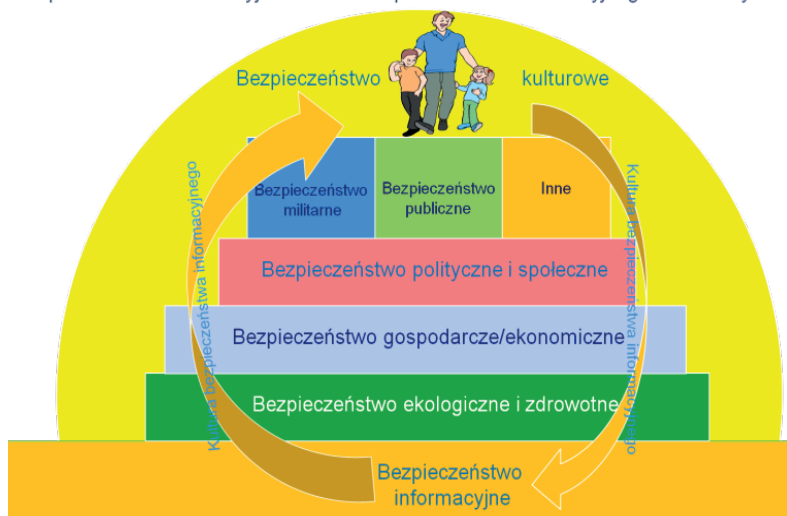 Bezpieczeństwo kulturowe
Bezpieczeństwo
militarne
Bezpieczeństwo
publiczne
Inne
Bezpieczeństwo polityczne i społeczne
Bezpieczeństwo gospodarcze/ekonomiczne
Bezpieczeństwo ekologiczne i zdrowotne
Bezpieczeństwo
informacyjne
Kultura bezpieczeństwa informacyjnego
Kultura bezpieczeństwa informacyjnego